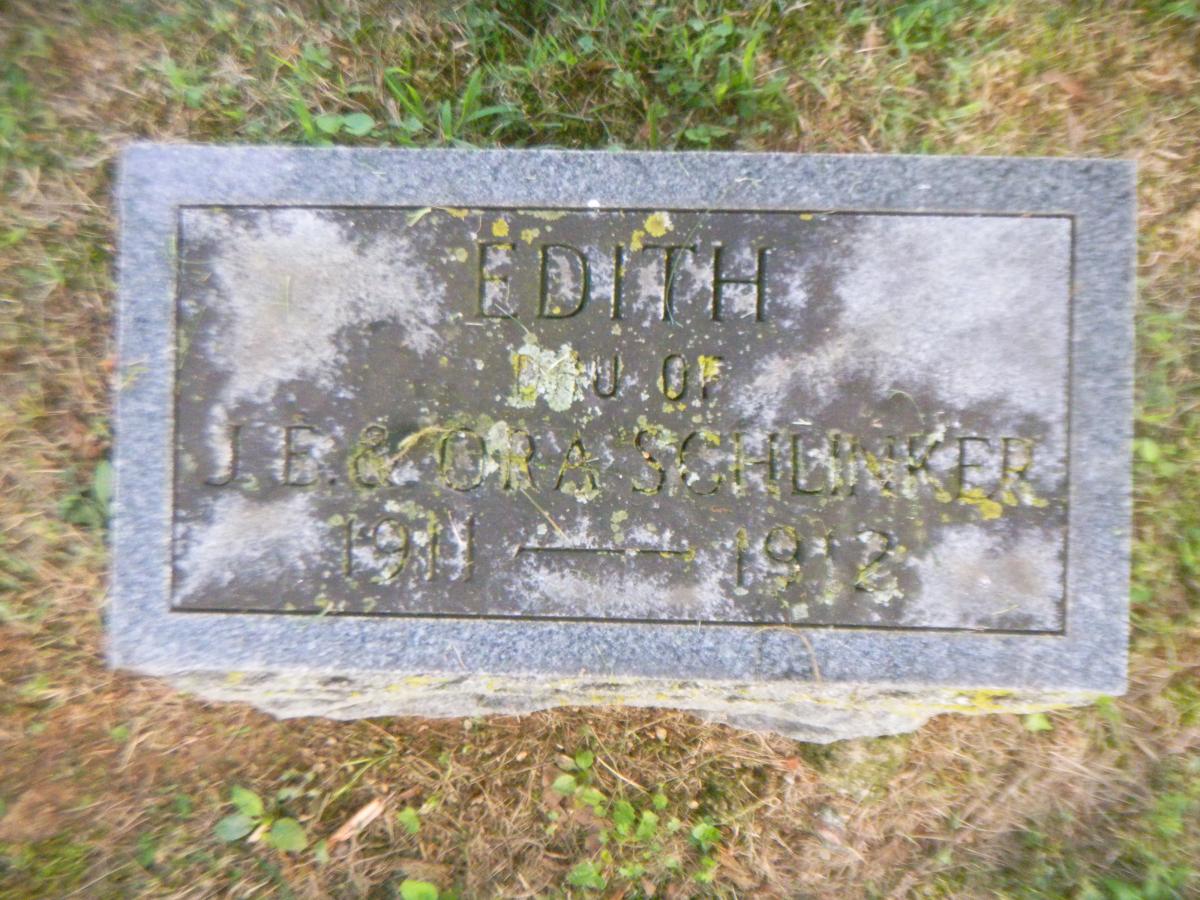 EDITH
DAU OF
J. E. & ORA SCHLINKER
1911 — 1912